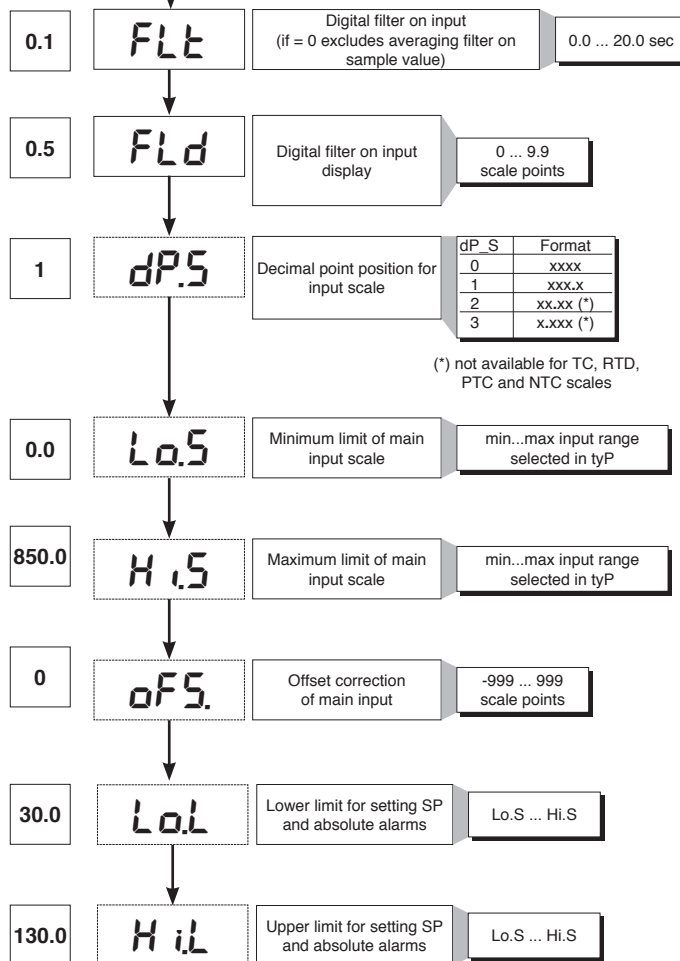 0.1
FLt
Digital filter on input
(if = 0 excludes averaging filter on
sample value)
0.0 ... 20.0 sec
0.5
FLd
Digital filter on input
display
0 ... 9.9
scale points
1
dP.S
Decimal point position for
input scale
dP_S Format
0 xxxx
1 xxx.x
2 xx.xx (*)
3 x.xxx (*)
(*) not available for TC, RTD,
PTC and NTC scales
0.0
Lo.S
Minimum limit of main
input scale
min...max input range
selected in tyP
850.0
Hi.S
Maximum limit of main
input scale
min...max input range
selected in tyP
0
oFS.
Offset correction
of main input
-999 ... 999
scale points
30.0
Lo.L
Lower limit for setting SP
and absolute alarms
Lo.S ... Hi.S
130.0
Hi.L
Upper limit for setting SP
and absolute alarms
Lo.S ... Hi.S